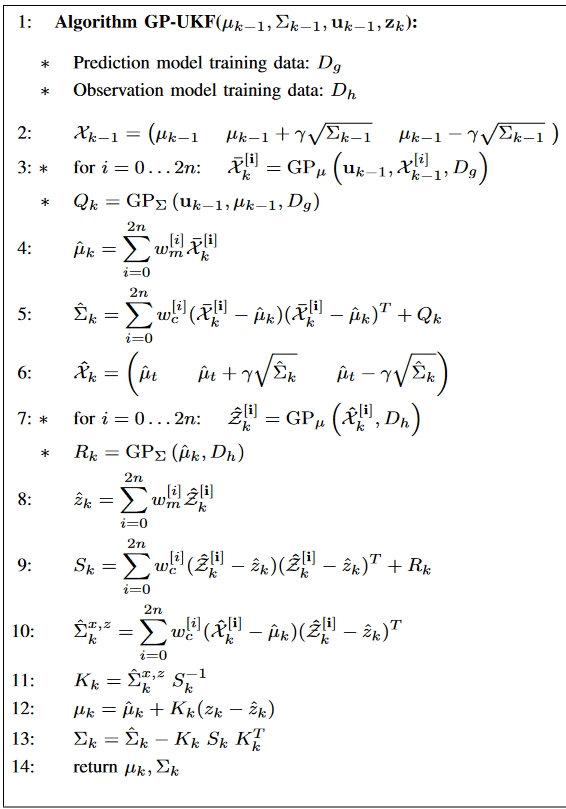 1: Algorithm GP-UKF(μ_{k−1}, Σ_{k−1}, u_{k−1}, z_k):
∗ Prediction model training data: D_g
∗ Observation model training data: D_h
2: 𝒳_{k−1} = (μ_{k−1} μ_{k−1} + γ√Σ_{k−1} μ_{k−1} − γ√Σ_{k−1} )
3: ∗ for i = 0 … 2n: 𝒳̄_k^{[i]} = GP_μ (u_{k−1}, 𝒳_{k−1}^{[i]}, D_g)
∗ Q_k = GP_Σ (u_{k−1}, μ_{k−1}, D_g)
4: μ̂_k = ∑_{i=0}^{2n} w_m^{[i]} 𝒳̄_k^{[i]}
5: Σ̂_k = ∑_{i=0}^{2n} w_c^{[i]} (𝒳̄_k^{[i]} − μ̂_k)(𝒳̄_k^{[i]} − μ̂_k)^T + Q_k
6: 𝒳̂_k = (μ̂_t μ̂_t + γ√Σ̂_k μ̂_t − γ√Σ̂_k)
7: ∗ for i = 0 … 2n: 𝒵̂_k^{[i]} = GP_μ (𝒳̂_k^{[i]}, D_h)
∗ R_k = GP_Σ (μ̂_k, D_h)
8: ẑ_k = ∑_{i=0}^{2n} w_m^{[i]} 𝒵̂_k^{[i]}
9: S_k = ∑_{i=0}^{2n} w_c^{[i]} (𝒵̂_k^{[i]} − ẑ_k)(𝒵̂_k^{[i]} − ẑ_k)^T + R_k
10: Σ̂_k^{x,z} = ∑_{i=0}^{2n} w_c^{[i]} (𝒳̂_k^{[i]} − μ̂_k)(𝒵̂_k^{[i]} − ẑ_k)^T
11: K_k = Σ̂_k^{x,z} S_k^{−1}
12: μ_k = μ̂_k + K_k(z_k − ẑ_k)
13: Σ_k = Σ̂_k − K_k S_k K_k^T
14: return μ_k, Σ_k